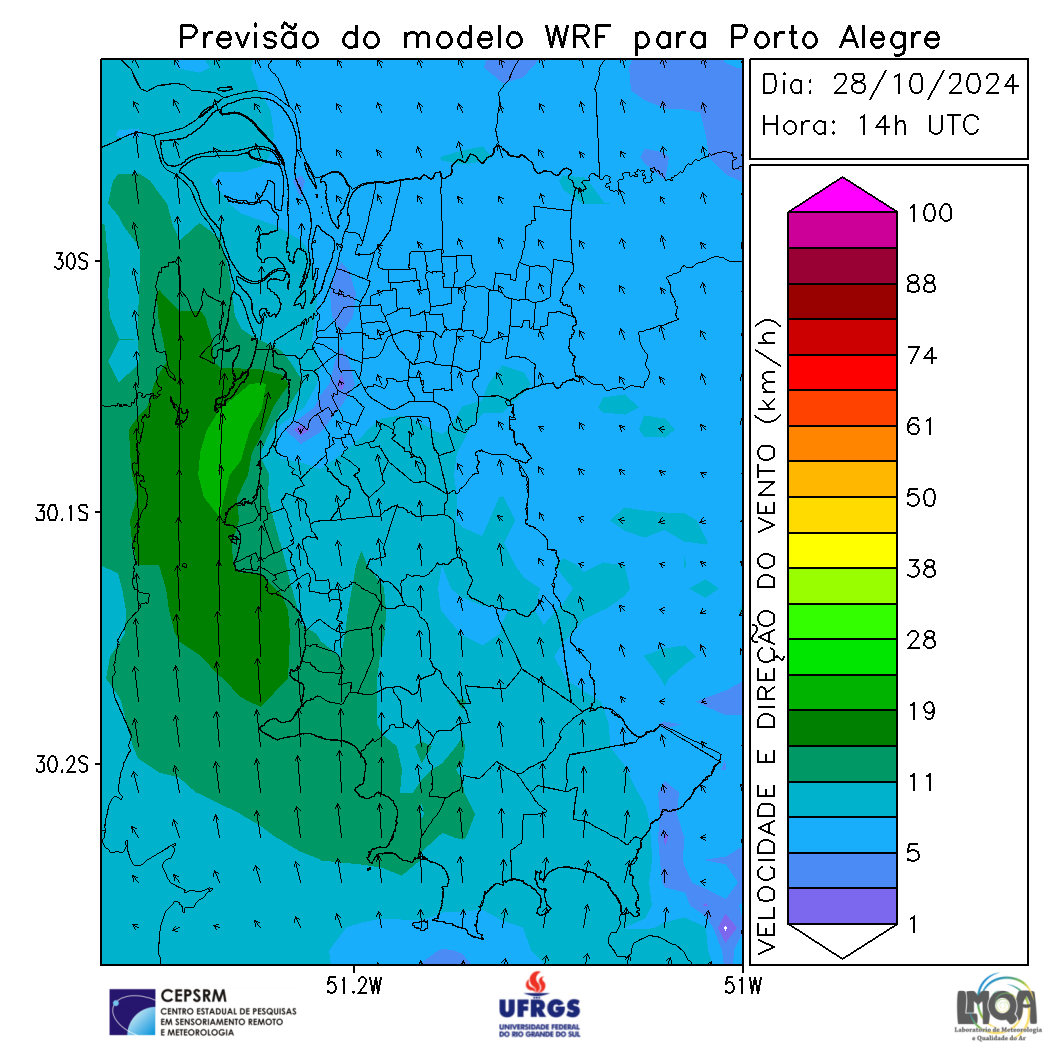 Previsão do modelo WRF para Porto Alegre
Dia: 28/10/2024
Hora: 14h UTC
30S
30.1S
30.2S
51.2W
51W
VELOCIDADE E DIREÇÃO DO VENTO (km/h)
100
88
74
61
50
38
28
19
11
5
1
CEPSRM
CENTRO ESTADUAL DE PESQUISAS
EM SENSORIAMENTO REMOTO
E METEOROLOGIA
UFRGS
UNIVERSIDADE FEDERAL
DO RIO GRANDE DO SUL
LMQA
Laboratório de Meteorologia
e Qualidade do Ar